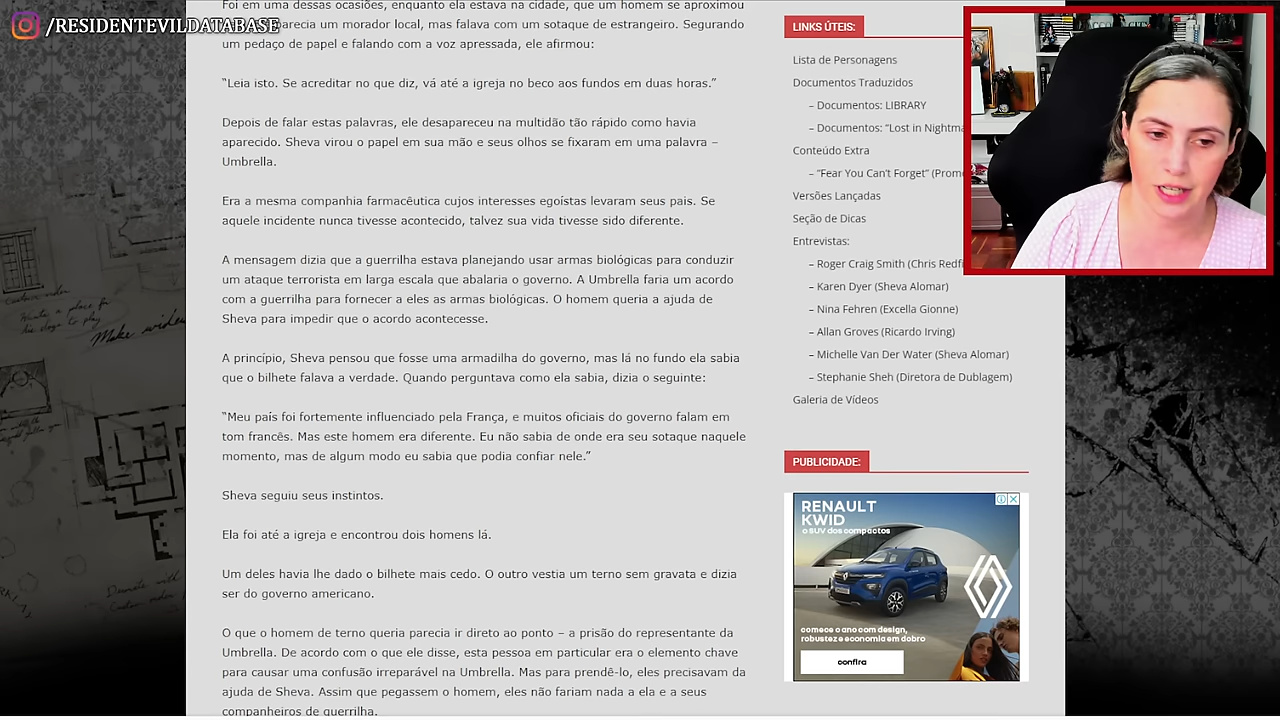 /RESIDENTEVILDATABASE
Foi em uma dessas ocasiões, enquanto ela estava na cidade, que um homem se aproximou
parecia um morador local, mas falava com um sotaque de estrangeiro. Segurando
um pedaço de papel e falando com a voz apressada, ele afirmou:
“Leia isto. Se acreditar no que diz, vá até a igreja no beco aos fundos em duas horas.”
Depois de falar estas palavras, ele desapareceu na multidão tão rápido como havia
aparecido. Sheva virou o papel em sua mão e seus olhos se fixaram em uma palavra –
Umbrella.
Era a mesma companhia farmacêutica cujos interesses egoístas levaram seus pais. Se
aquele incidente nunca tivesse acontecido, talvez sua vida tivesse sido diferente.
A mensagem dizia que a guerrilha estava planejando usar armas biológicas para conduzir
um ataque terrorista em larga escala que abalaria o governo. A Umbrella faria um acordo
com a guerrilha para fornecer a eles as armas biológicas. O homem queria a ajuda de
Sheva para impedir que o acordo acontecesse.
A princípio, Sheva pensou que fosse uma armadilha do governo, mas lá no fundo ela sabia
que o bilhete falava a verdade. Quando perguntava como ela sabia, dizia o seguinte:
“Meu país foi fortemente influenciado pela França, e muitos oficiais do governo falam em
tom francês. Mas este homem era diferente. Eu não sabia de onde era seu sotaque naquele
momento, mas de algum modo eu sabia que podia confiar nele.”
Sheva seguiu seus instintos.
Ela foi até a igreja e encontrou dois homens lá.
Um deles havia lhe dado o bilhete mais cedo. O outro vestia um terno sem gravata e dizia
ser do governo americano.
O que o homem de terno queria parecia ir direto ao ponto – a prisão do representante da
Umbrella. De acordo com o que ele disse, esta pessoa em particular era o elemento chave
para causar uma confusão irreparável na Umbrella. Mas para prendê-lo, eles precisavam da
ajuda de Sheva. Assim que pegassem o homem, eles não fariam nada a ela e a seus
companheiros de guerrilha.
LINKS ÚTEIS:
Lista de Personagens
Documentos Traduzidos
– Documentos: LIBRARY
– Documentos: “Lost in Nightma
Conteúdo Extra
– “Fear You Can’t Forget” (Promo
Versões Lançadas
Seção de Dicas
Entrevistas:
– Roger Craig Smith (Chris Redfi
– Karen Dyer (Sheva Alomar)
– Nina Fehren (Excella Gionne)
– Allan Groves (Ricardo Irving)
– Michelle Van Der Water (Sheva Alomar)
– Stephanie Sheh (Diretora de Dublagem)
Galeria de Vídeos
PUBLICIDADE:
RENAULT
KWID
o SUV dos compactos
comece o ano com design,
robustez e economia em dobro
confira